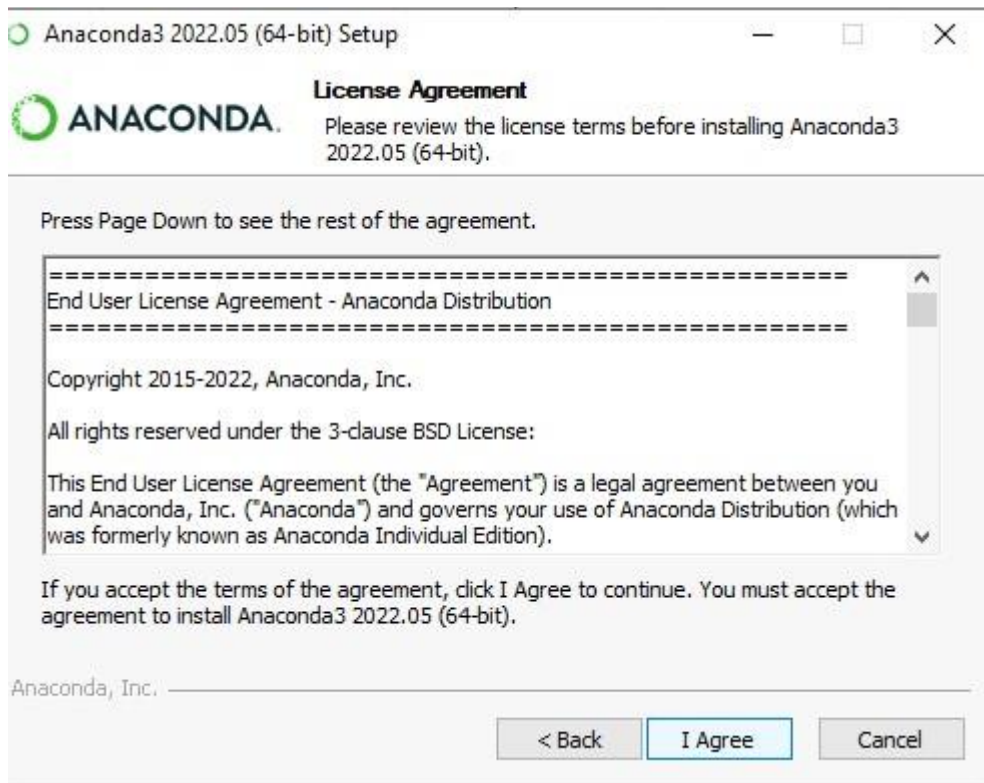 Anaconda3 2022.05 (64-bit) Setup
ANACONDA.
License Agreement
Please review the license terms before installing Anaconda3
2022.05 (64-bit).
Press Page Down to see the rest of the agreement.
==================================================
End User License Agreement - Anaconda Distribution
==================================================
Copyright 2015-2022, Anaconda, Inc.
All rights reserved under the 3-clause BSD License:
This End User License Agreement (the "Agreement") is a legal agreement between you
and Anaconda, Inc. ("Anaconda") and governs your use of Anaconda Distribution (which
was formerly known as Anaconda Individual Edition).
If you accept the terms of the agreement, click I Agree to continue. You must accept the
agreement to install Anaconda3 2022.05 (64-bit).
Anaconda, Inc.
< Back
I Agree
Cancel